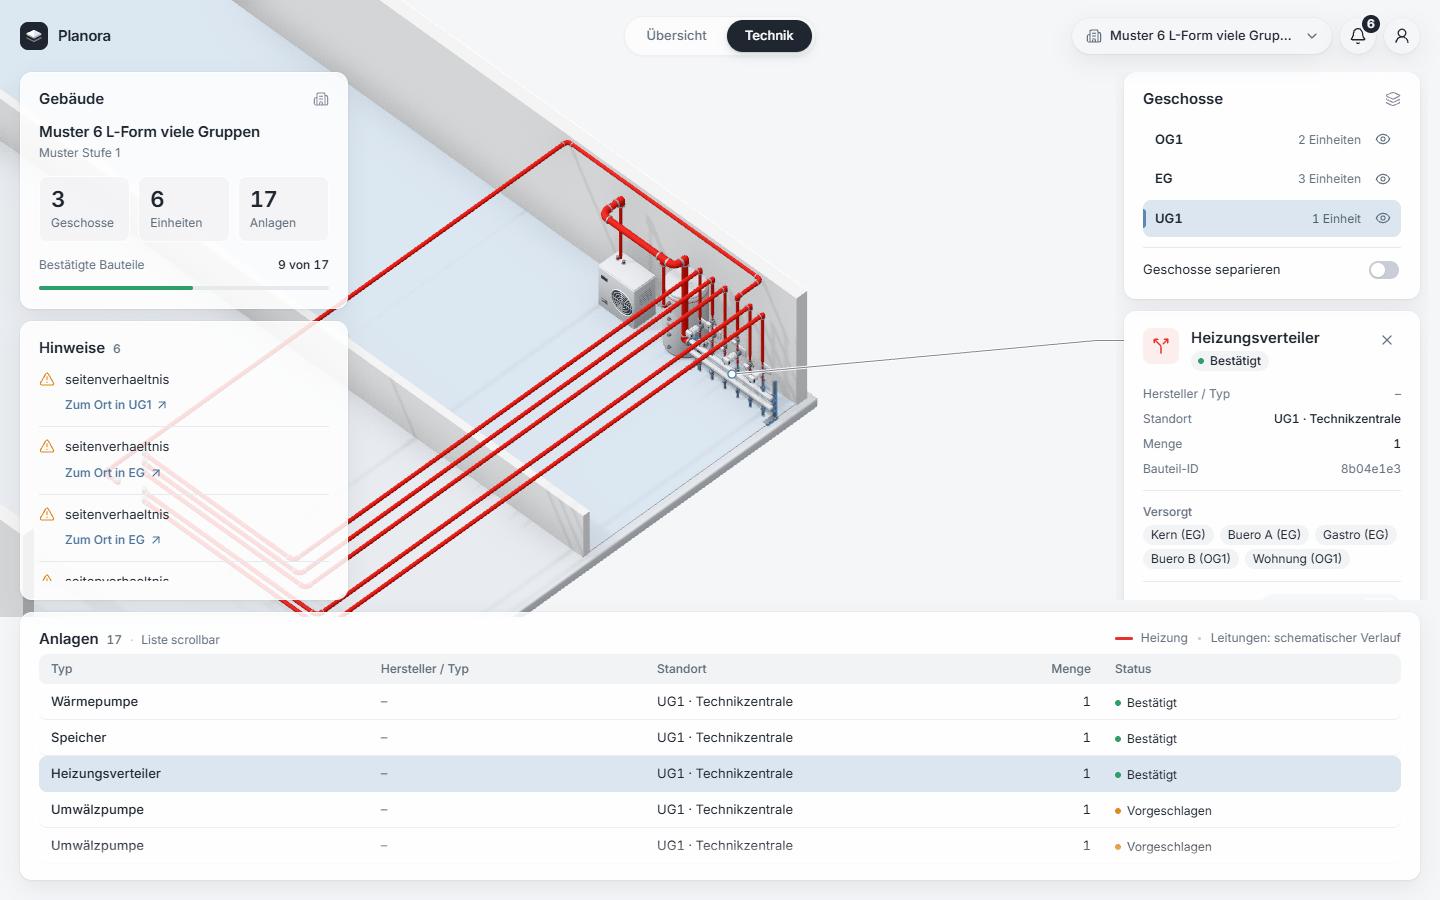 Planora
Übersicht
Technik
Muster 6 L-Form viele Grup...
6
Gebäude
Muster 6 L-Form viele Gruppen
Muster Stufe 1
3
Geschosse
6
Einheiten
17
Anlagen
Bestätigte Bauteile
9 von 17
Hinweise 6
seitenverhaeltnis
Zum Ort in UG1
seitenverhaeltnis
Zum Ort in EG
seitenverhaeltnis
Zum Ort in EG
seitenverhaeltnis
Geschosse
OG1 2 Einheiten
EG 3 Einheiten
UG1 1 Einheit
Geschosse separieren
Heizungsverteiler
Bestätigt
Hersteller / Typ –
Standort UG1 · Technikzentrale
Menge 1
Bauteil-ID 8b04e1e3
Versorgt
Kern (EG) Buero A (EG) Gastro (EG)
Buero B (OG1) Wohnung (OG1)
Anlagen 17 · Liste scrollbar
Heizung · Leitungen: schematischer Verlauf
Typ Hersteller / Typ Standort Menge Status
Wärmepumpe – UG1 · Technikzentrale 1 Bestätigt
Speicher – UG1 · Technikzentrale 1 Bestätigt
Heizungsverteiler – UG1 · Technikzentrale 1 Bestätigt
Umwälzpumpe – UG1 · Technikzentrale 1 Vorgeschlagen
Umwälzpumpe – UG1 · Technikzentrale 1 Vorgeschlagen